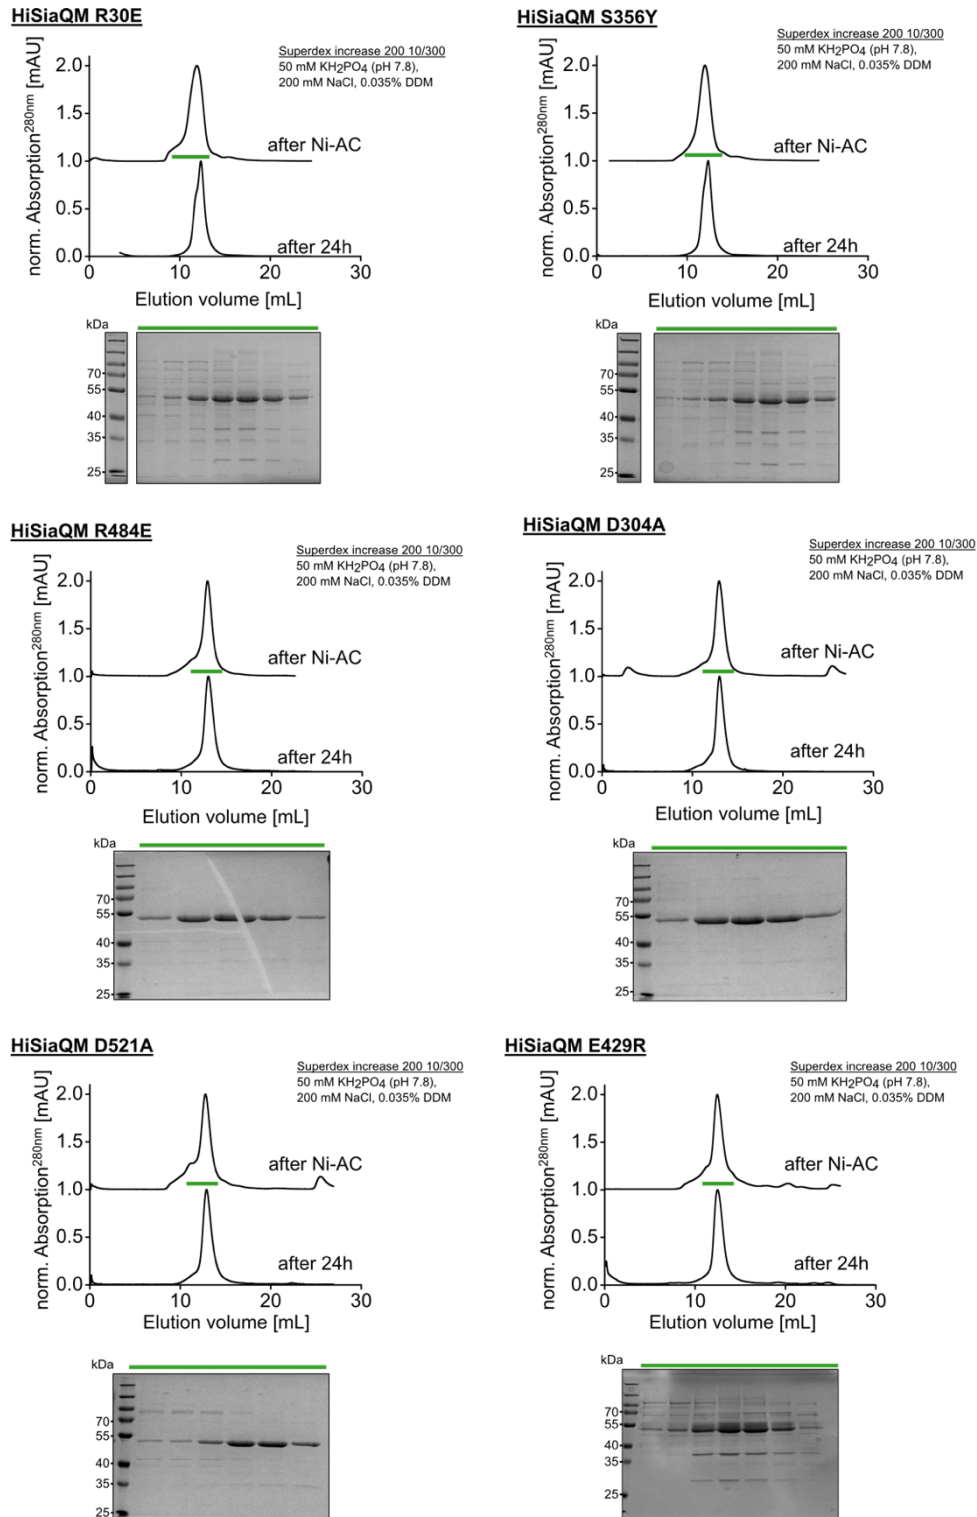 HiSiaQM R30E
Superdex increase 200 10/300
50 mM KH2PO4 (pH 7.8),
200 mM NaCl, 0.035% DDM
norm. Absorption280nm [mAU]
2.0
1.5
1.0
0.5
0.0
after Ni-AC
after 24h
0 10 20 30
Elution volume [mL]
kDa
70
55
40
35
25
HiSiaQM S356Y
Superdex increase 200 10/300
50 mM KH2PO4 (pH 7.8),
200 mM NaCl, 0.035% DDM
norm. Absorption280nm [mAU]
2.0
1.5
1.0
0.5
0.0
after Ni-AC
after 24h
0 10 20 30
Elution volume [mL]
kDa
70
55
40
35
25
HiSiaQM R484E
Superdex increase 200 10/300
50 mM KH2PO4 (pH 7.8),
200 mM NaCl, 0.035% DDM
norm. Absorption280nm [mAU]
2.0
1.5
1.0
0.5
0.0
after Ni-AC
after 24h
0 10 20 30
Elution volume [mL]
kDa
70
55
40
35
25
HiSiaQM D304A
Superdex increase 200 10/300
50 mM KH2PO4 (pH 7.8),
200 mM NaCl, 0.035% DDM
norm. Absorption280nm [mAU]
2.0
1.5
1.0
0.5
0.0
after Ni-AC
after 24h
0 10 20 30
Elution volume [mL]
kDa
70
55
40
35
25
HiSiaQM D521A
Superdex increase 200 10/300
50 mM KH2PO4 (pH 7.8),
200 mM NaCl, 0.035% DDM
norm. Absorption280nm [mAU]
2.0
1.5
1.0
0.5
0.0
after Ni-AC
after 24h
0 10 20 30
Elution volume [mL]
kDa
70
55
40
35
25
HiSiaQM E429R
Superdex increase 200 10/300
50 mM KH2PO4 (pH 7.8),
200 mM NaCl, 0.035% DDM
norm. Absorption280nm [mAU]
2.0
1.5
1.0
0.5
0.0
after Ni-AC
after 24h
0 10 20 30
Elution volume [mL]
kDa
70
55
40
35
25